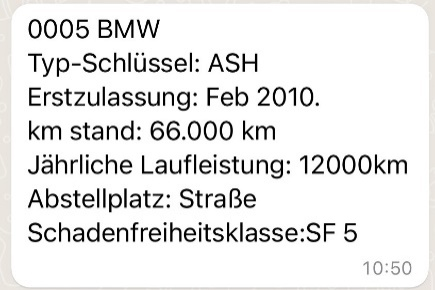 0005 BMW
Typ-Schlüssel: ASH
Erstzulassung: Feb 2010.
km stand: 66.000 km
Jährliche Laufleistung: 12000km
Abstellplatz: Straße
Schadenfreiheitsklasse:SF 5
10:50